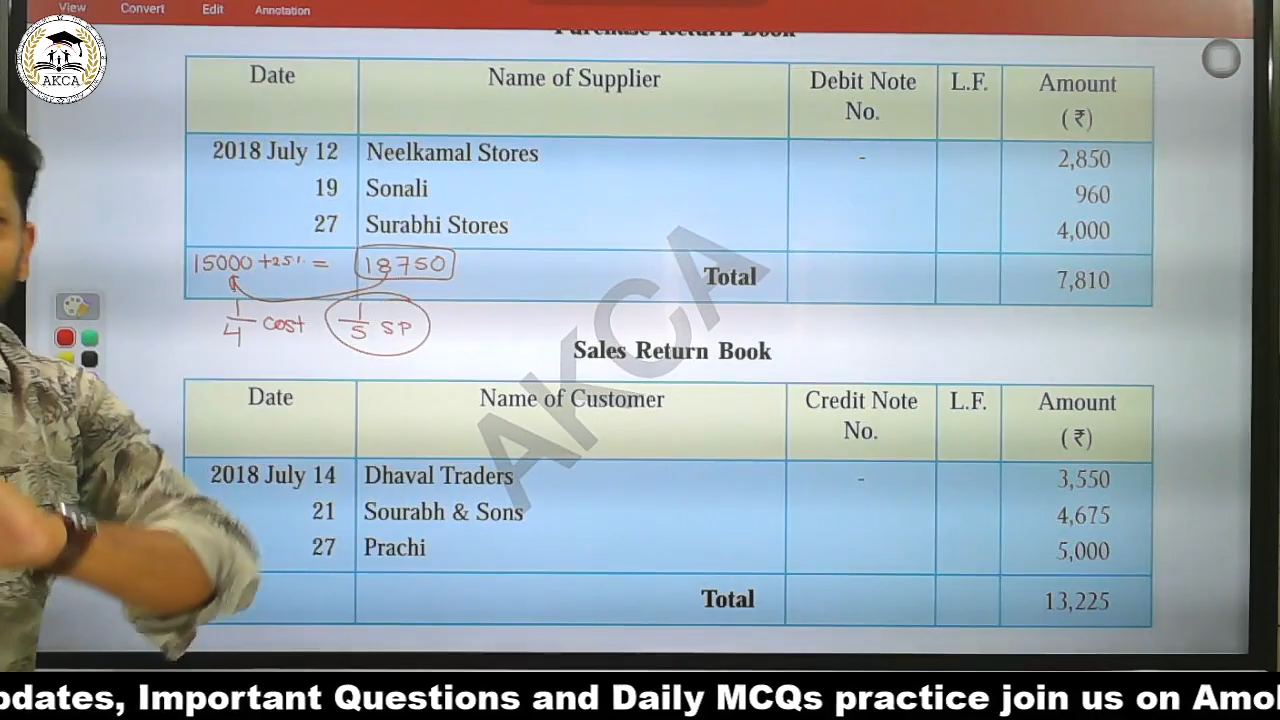 View Convert Edit Annotation
AKCA
Purchase Return Book
Date Name of Supplier Debit Note No. L.F. Amount (₹)
2018 July 12 Neelkamal Stores - 2,850
19 Sonali 960
27 Surabhi Stores 4,000
15000 +25% = 18750
Total 7,810
1/4 cost 1/5 SP
AKCA
Sales Return Book
Date Name of Customer Credit Note No. L.F. Amount (₹)
2018 July 14 Dhaval Traders - 3,550
21 Sourabh & Sons 4,675
27 Prachi 5,000
Total 13,225
pdates, Important Questions and Daily MCQs practice join us on Amol